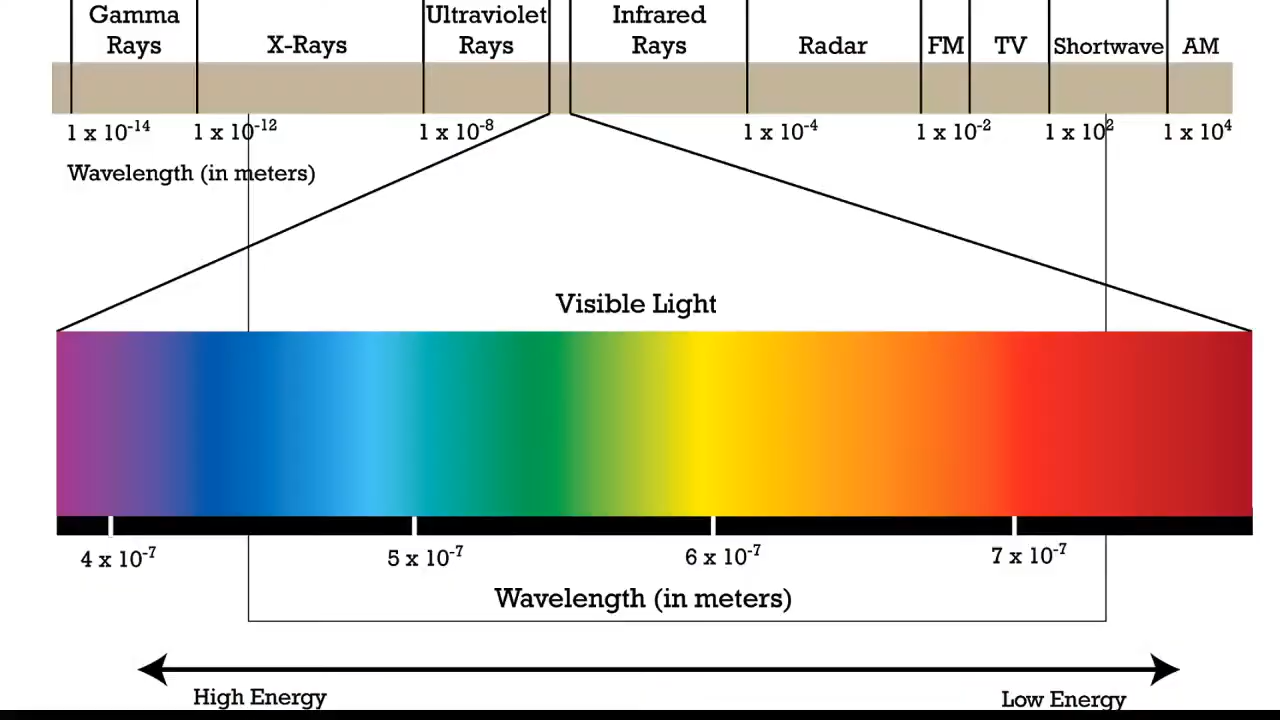 Gamma
Rays
X-Rays
Ultraviolet
Rays
Infrared
Rays
Radar
FM
TV
Shortwave
AM
1 x 10⁻¹⁴
1 x 10⁻¹²
1 x 10⁻⁸
1 x 10⁻⁴
1 x 10⁻²
1 x 10²
1 x 10⁴
Wavelength (in meters)
Visible Light
4 x 10⁻⁷
5 x 10⁻⁷
6 x 10⁻⁷
7 x 10⁻⁷
Wavelength (in meters)
High Energy
Low Energy